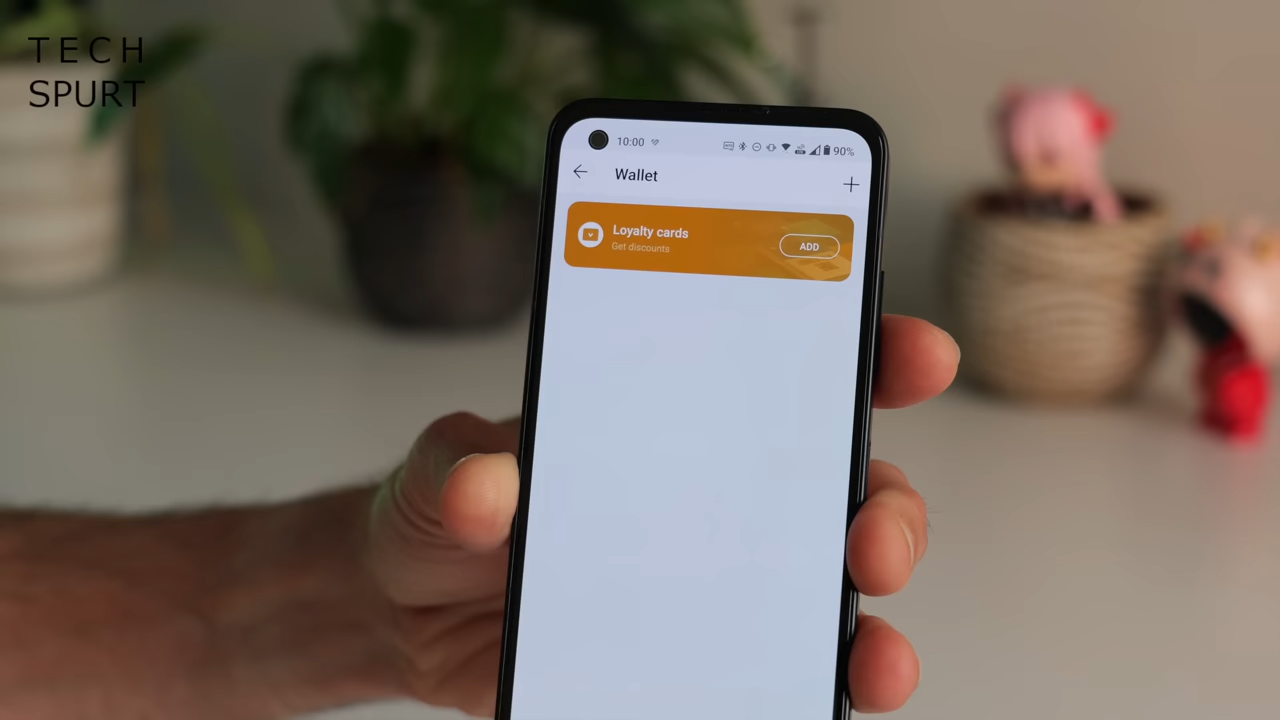 TECH
SPURT
10:00
90%
Wallet
Loyalty cards
Get discounts
ADD